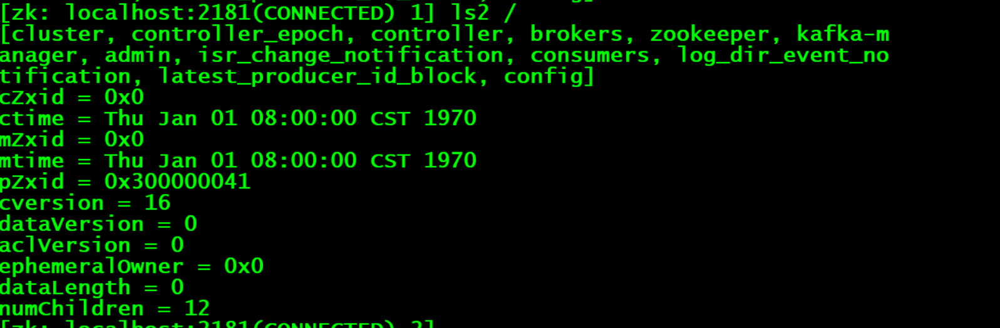 [zk: localhost:2181(CONNECTED) 1] ls2 /
[cluster, controller_epoch, controller, brokers, zookeeper, kafka-m
anager, admin, isr_change_notification, consumers, log_dir_event_no
tification, latest_producer_id_block, config]
cZxid = 0x0
ctime = Thu Jan 01 08:00:00 CST 1970
mZxid = 0x0
mtime = Thu Jan 01 08:00:00 CST 1970
pZxid = 0x300000041
cversion = 16
dataVersion = 0
aclVersion = 0
ephemeralOwner = 0x0
dataLength = 0
numChildren = 12
[zk: localhost:2181(CONNECTED) 2]